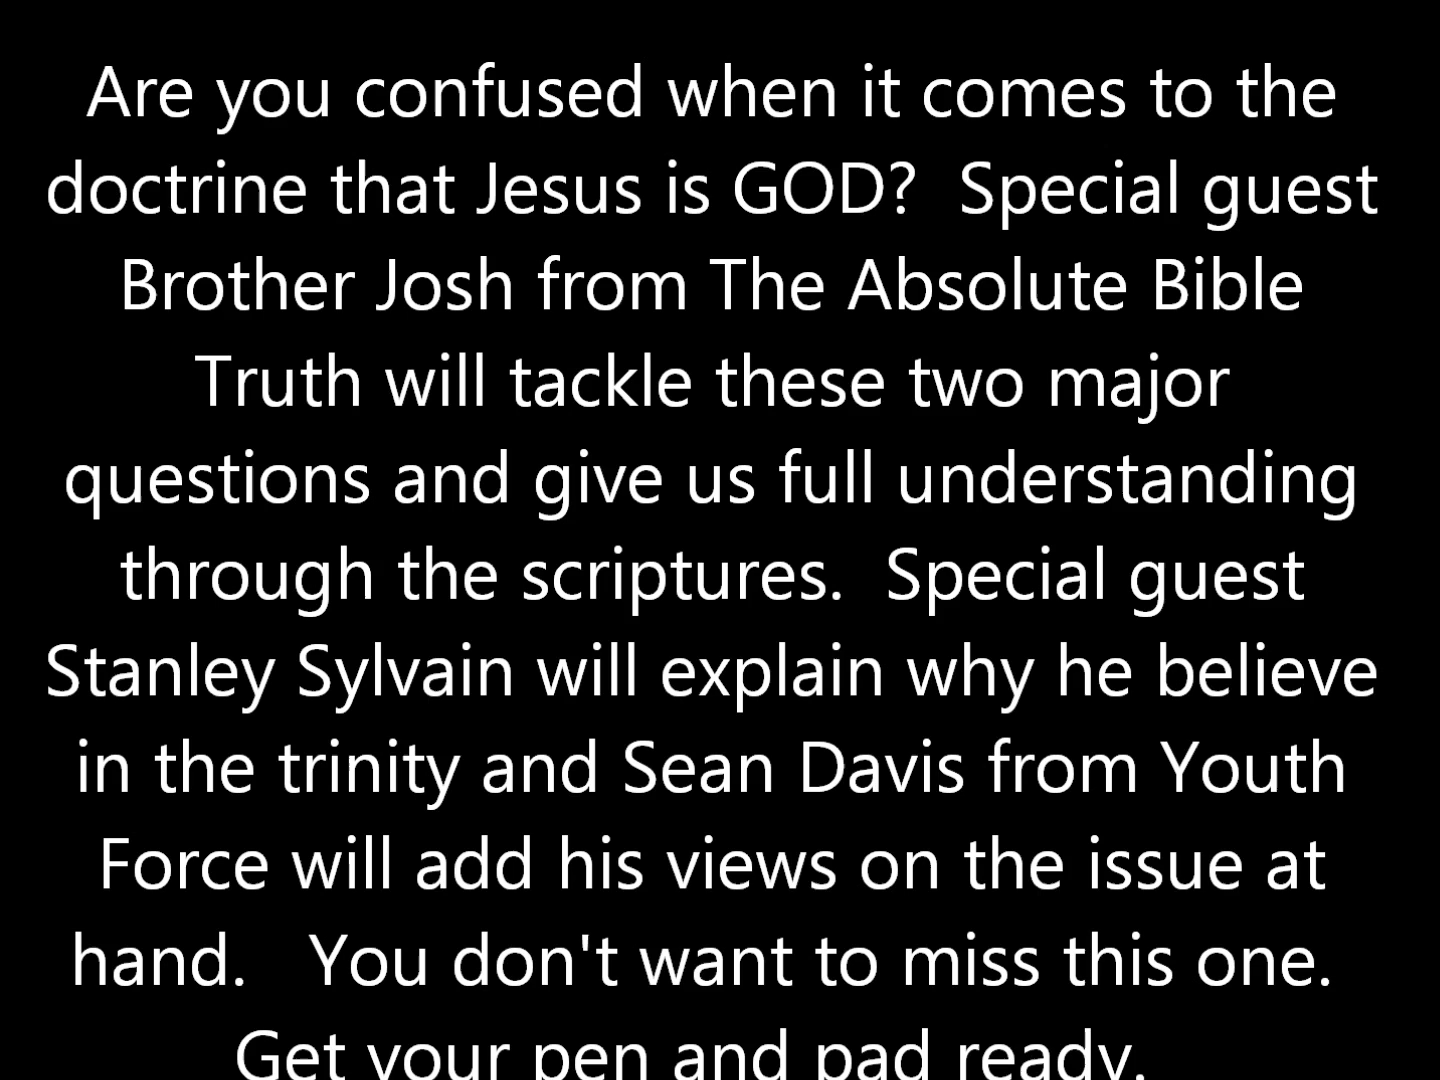 Are you confused when it comes to the
doctrine that Jesus is GOD?  Special guest
Brother Josh from The Absolute Bible
Truth will tackle these two major
questions and give us full understanding
through the scriptures.  Special guest
Stanley Sylvain will explain why he believe
in the trinity and Sean Davis from Youth
Force will add his views on the issue at
hand.   You don't want to miss this one.
Get your pen and pad ready.